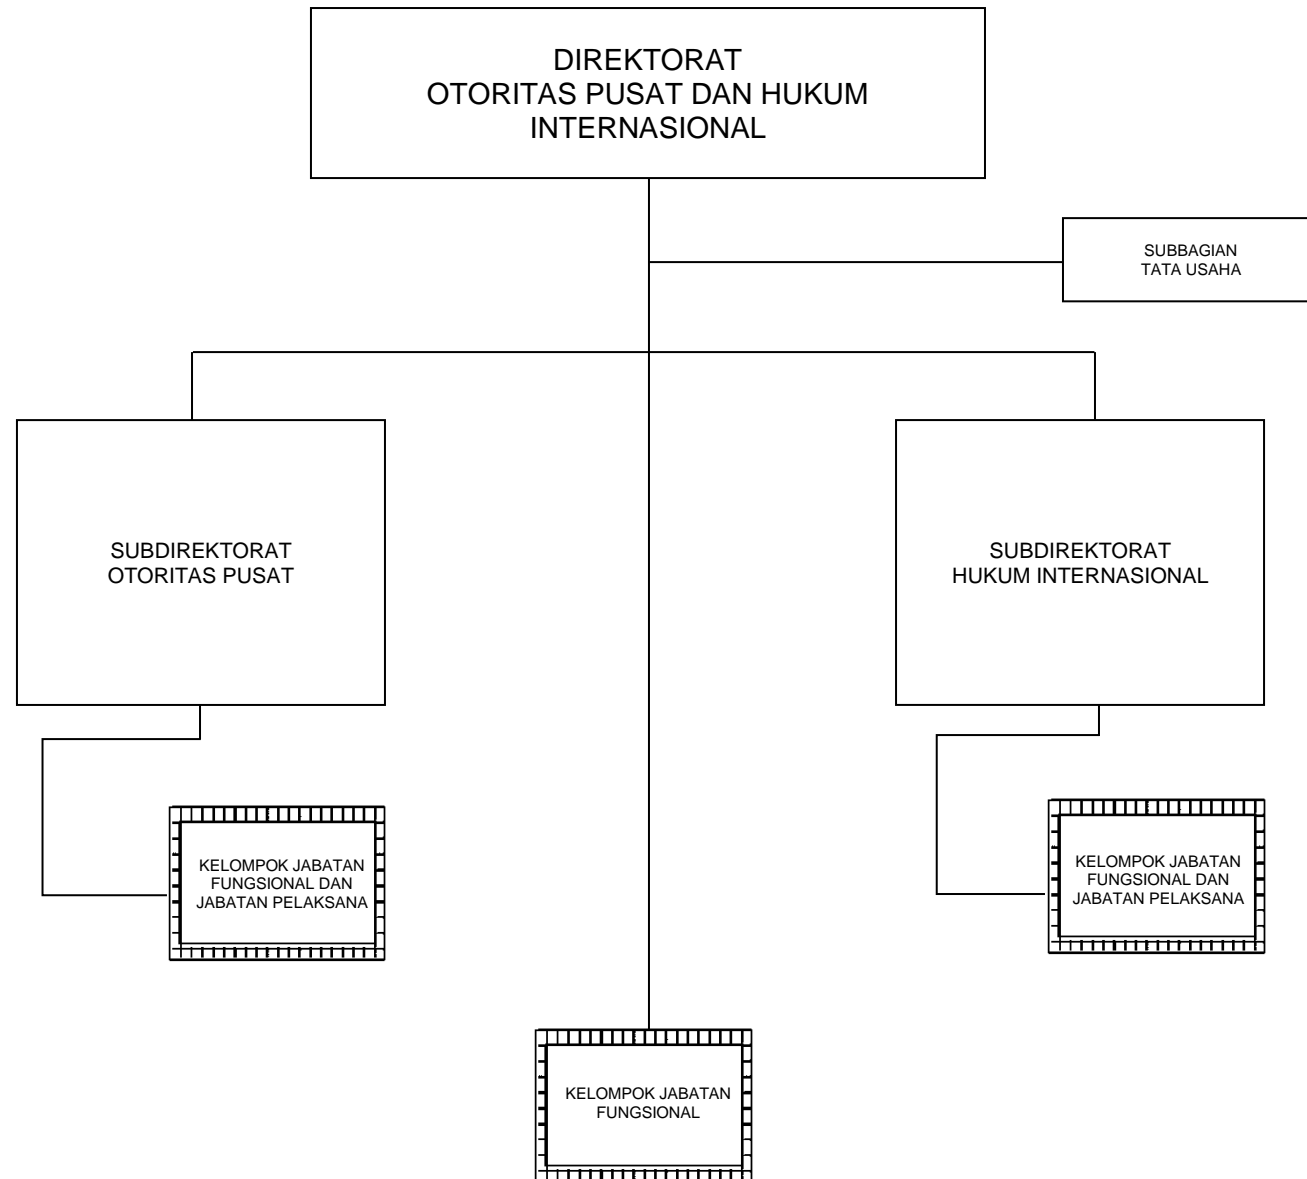 DIREKTORAT
OTORITAS PUSAT DAN HUKUM
INTERNASIONAL
SUBBAGIAN
TATA USAHA
SUBDIREKTORAT
OTORITAS PUSAT
SUBDIREKTORAT
HUKUM INTERNASIONAL
KELOMPOK JABATAN
FUNGSIONAL DAN
JABATAN PELAKSANA
KELOMPOK JABATAN
FUNGSIONAL DAN
JABATAN PELAKSANA
KELOMPOK JABATAN
FUNGSIONAL